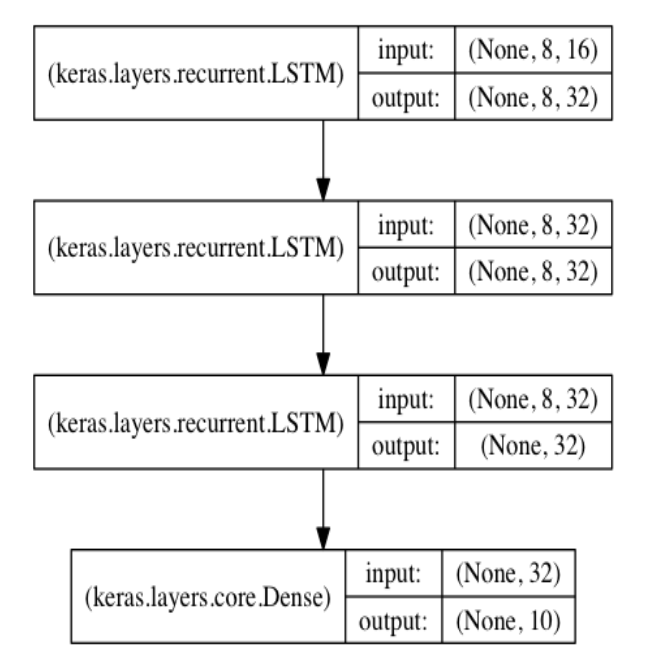 (keras.layers.recurrent.LSTM) input: (None, 8, 16)
output: (None, 8, 32)
(keras.layers.recurrent.LSTM) input: (None, 8, 32)
output: (None, 8, 32)
(keras.layers.recurrent.LSTM) input: (None, 8, 32)
output: (None, 32)
(keras.layers.core.Dense) input: (None, 32)
output: (None, 10)